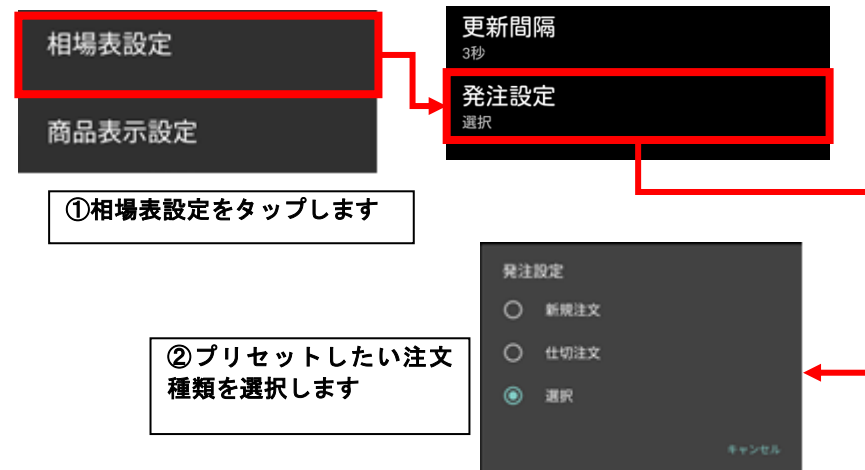 相場表設定
商品表示設定
更新間隔
3秒
発注設定
選択
①相場表設定をタップします
発注設定
新規注文
仕切注文
選択
キャンセル
②プリセットしたい注文
種類を選択します